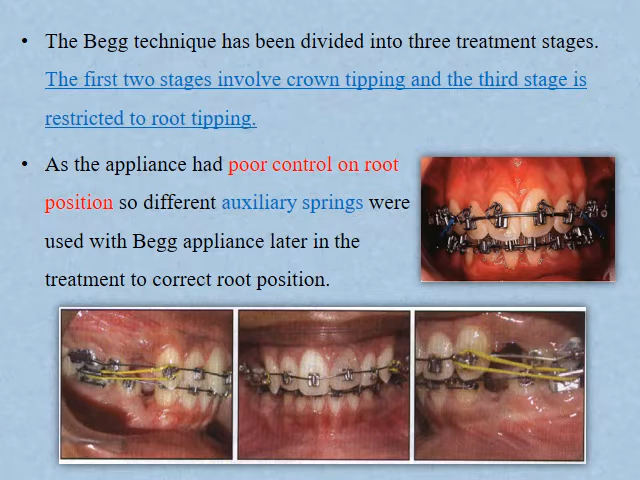 • The Begg technique has been divided into three treatment stages.
The first two stages involve crown tipping and the third stage is
restricted to root tipping.
• As the appliance had poor control on root
position so different auxiliary springs were
used with Begg appliance later in the
treatment to correct root position.